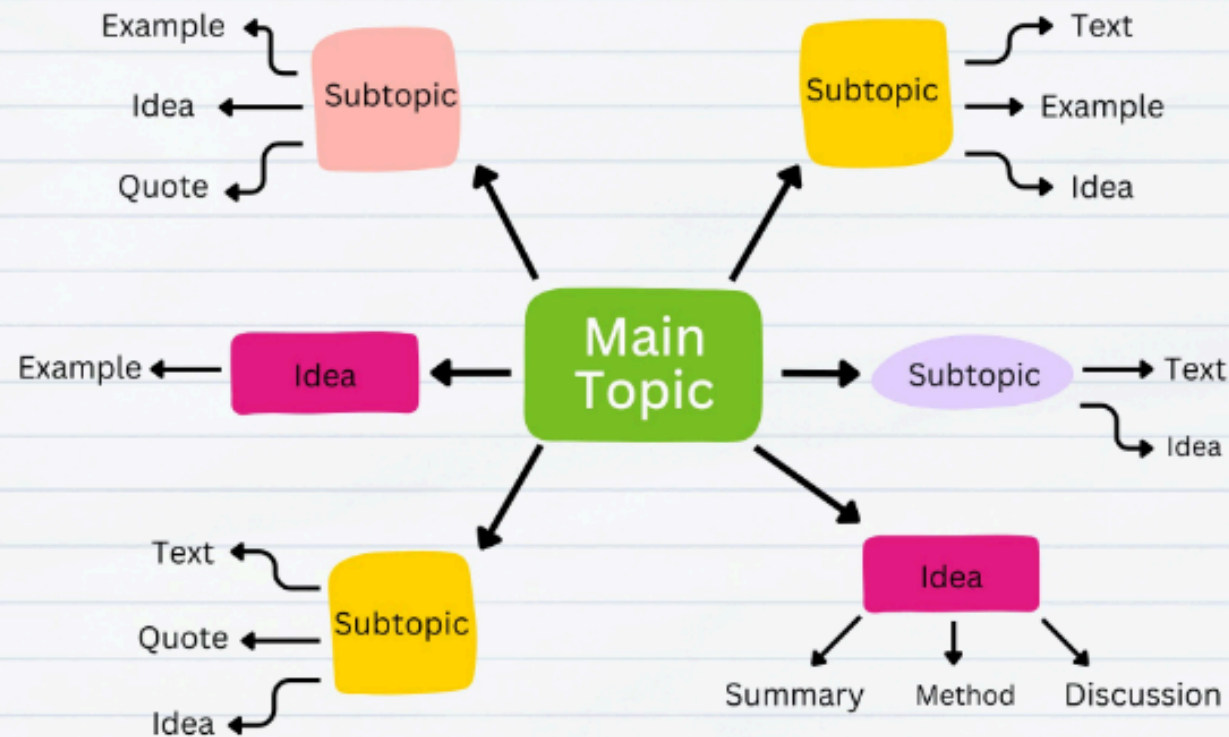 Example
Idea
Quote
Subtopic
Subtopic
Text
Example
Idea
Main
Topic
Example
Idea
Subtopic
Text
Idea
Text
Quote
Idea
Subtopic
Idea
Summary
Method
Discussion